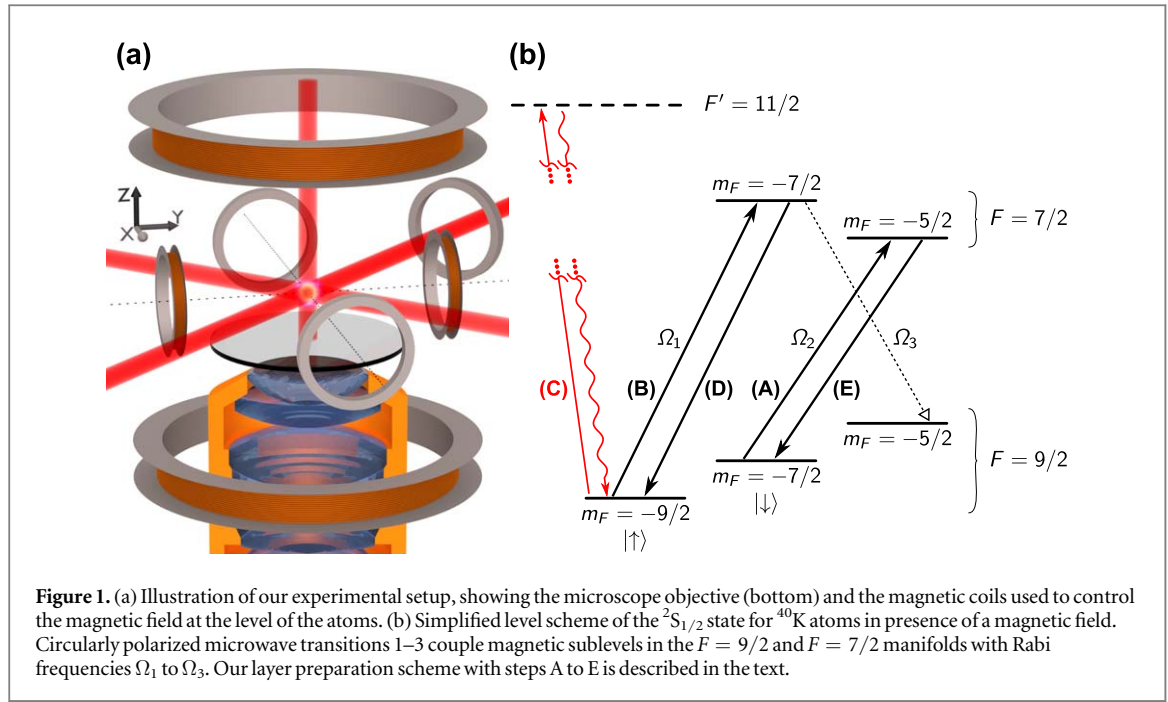 (a)
Z
Y
X
(b)
F′ = 11/2
mF = −7/2
mF = −5/2
F = 7/2
Ω1
Ω2
Ω3
(C)
(B)
(D)
(A)
(E)
mF = −5/2
mF = −7/2
F = 9/2
|↓⟩
mF = −9/2
|↑⟩
Figure 1. (a) Illustration of our experimental setup, showing the microscope objective (bottom) and the magnetic coils used to control
the magnetic field at the level of the atoms. (b) Simplified level scheme of the ²S1/2 state for ⁴⁰K atoms in presence of a magnetic field.
Circularly polarized microwave transitions 1–3 couple magnetic sublevels in the F = 9/2 and F = 7/2 manifolds with Rabi
frequencies Ω1 to Ω3. Our layer preparation scheme with steps A to E is described in the text.